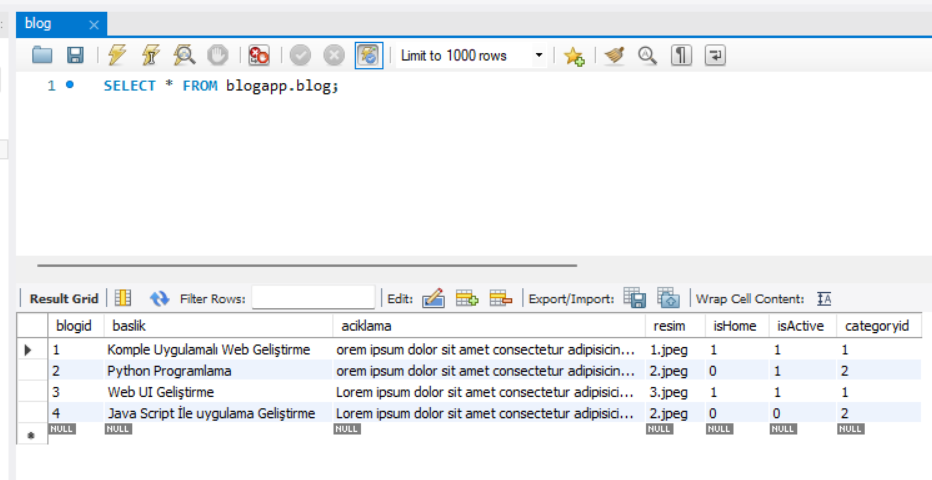 blog
Limit to 1000 rows
1 SELECT * FROM blogapp.blog;
Result Grid Filter Rows: Edit: Export/Import: Wrap Cell Content:
blogid baslik aciklama resim isHome isActive categoryid
1 Komple Uygulamalı Web Geliştirme orem ipsum dolor sit amet consectetur adipisicin... 1.jpeg 1 1 1
2 Python Programlama orem ipsum dolor sit amet consectetur adipisicin... 2.jpeg 0 1 2
3 Web UI Geliştirme Lorem ipsum dolor sit amet consectetur adipisici... 3.jpeg 1 1 1
4 Java Script İle uygulama Geliştirme Lorem ipsum dolor sit amet consectetur adipisici... 2.jpeg 0 0 2
NULL NULL NULL NULL NULL NULL NULL